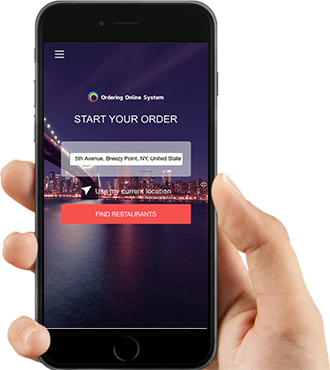 Ordering Online System
START YOUR ORDER
5th Avenue, Breezy Point, NY, United State
Use my current location
FIND RESTAURANTS